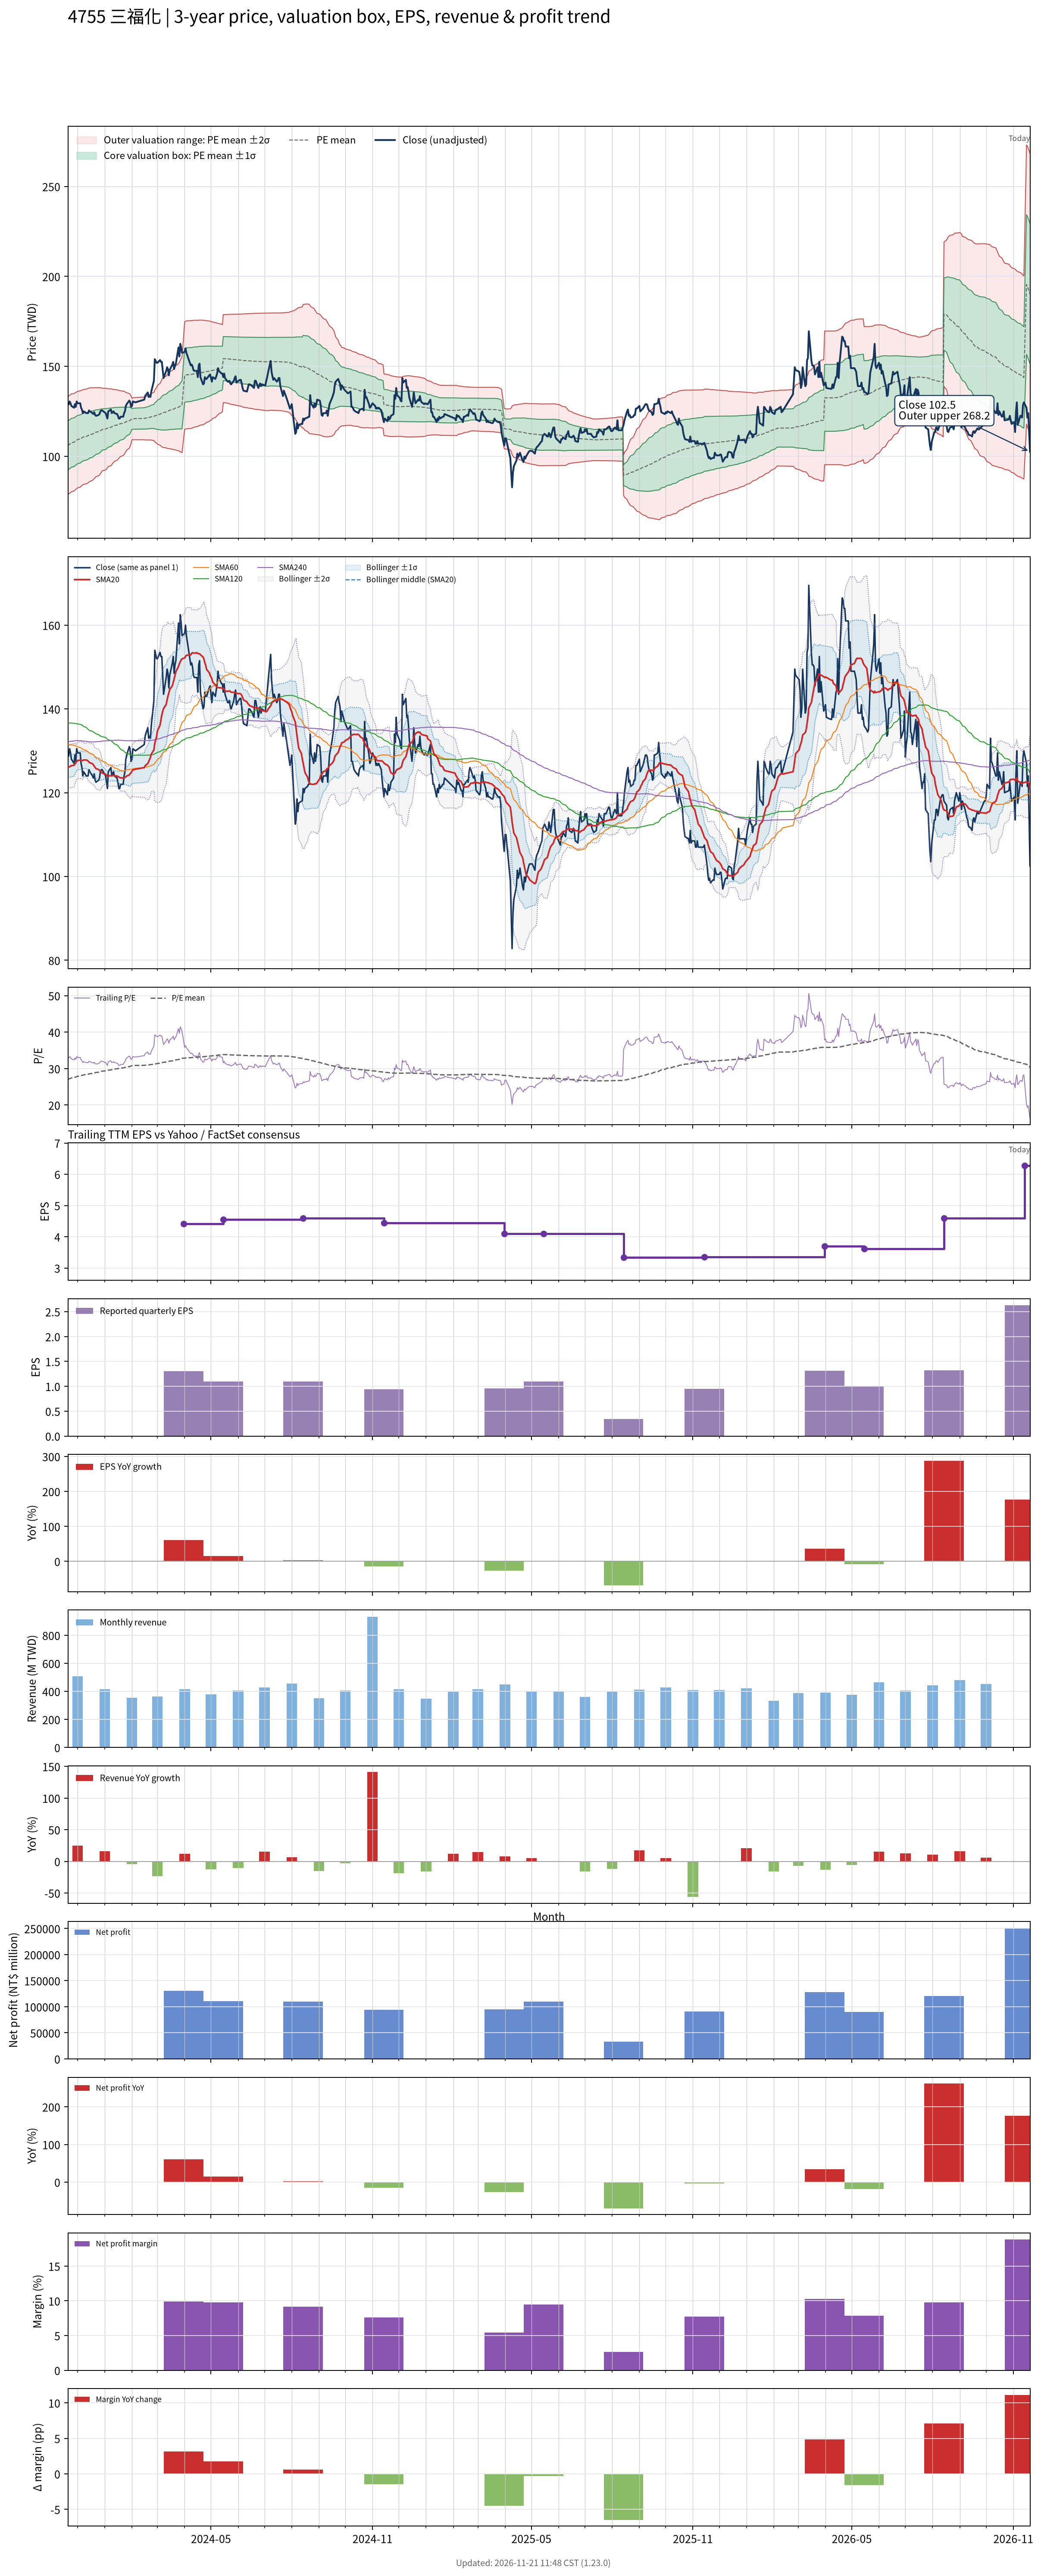 4755 三福化 | 3-year price, valuation box, EPS, revenue & profit trend
Outer valuation range: PE mean ±2σ
PE mean
Close (unadjusted)
Core valuation box: PE mean ±1σ
Today
Price (TWD)
250
200
150
100
Close 102.5
Outer upper 268.2
Close (same as panel 1)
SMA20
SMA60
SMA120
SMA240
Bollinger ±2σ
Bollinger ±1σ
Bollinger middle (SMA20)
Price
160
140
120
100
80
Trailing P/E
P/E mean
P/E
50
40
30
20
Trailing TTM EPS vs Yahoo / FactSet consensus
Today
EPS
7
6
5
4
3
Reported quarterly EPS
EPS
2.5
2.0
1.5
1.0
0.5
0.0
EPS YoY growth
YoY (%)
300
200
100
0
Monthly revenue
Revenue (M TWD)
800
600
400
200
0
Revenue YoY growth
YoY (%)
150
100
50
0
-50
Month
Net profit
Net profit (NT$ million)
250000
200000
150000
100000
50000
0
Net profit YoY
YoY (%)
200
100
0
Net profit margin
Margin (%)
15
10
5
0
Margin YoY change
Δ margin (pp)
10
5
0
-5
2024-05
2024-11
2025-05
2025-11
2026-05
2026-11
Updated: 2026-11-21 11:48 CST (1.23.0)